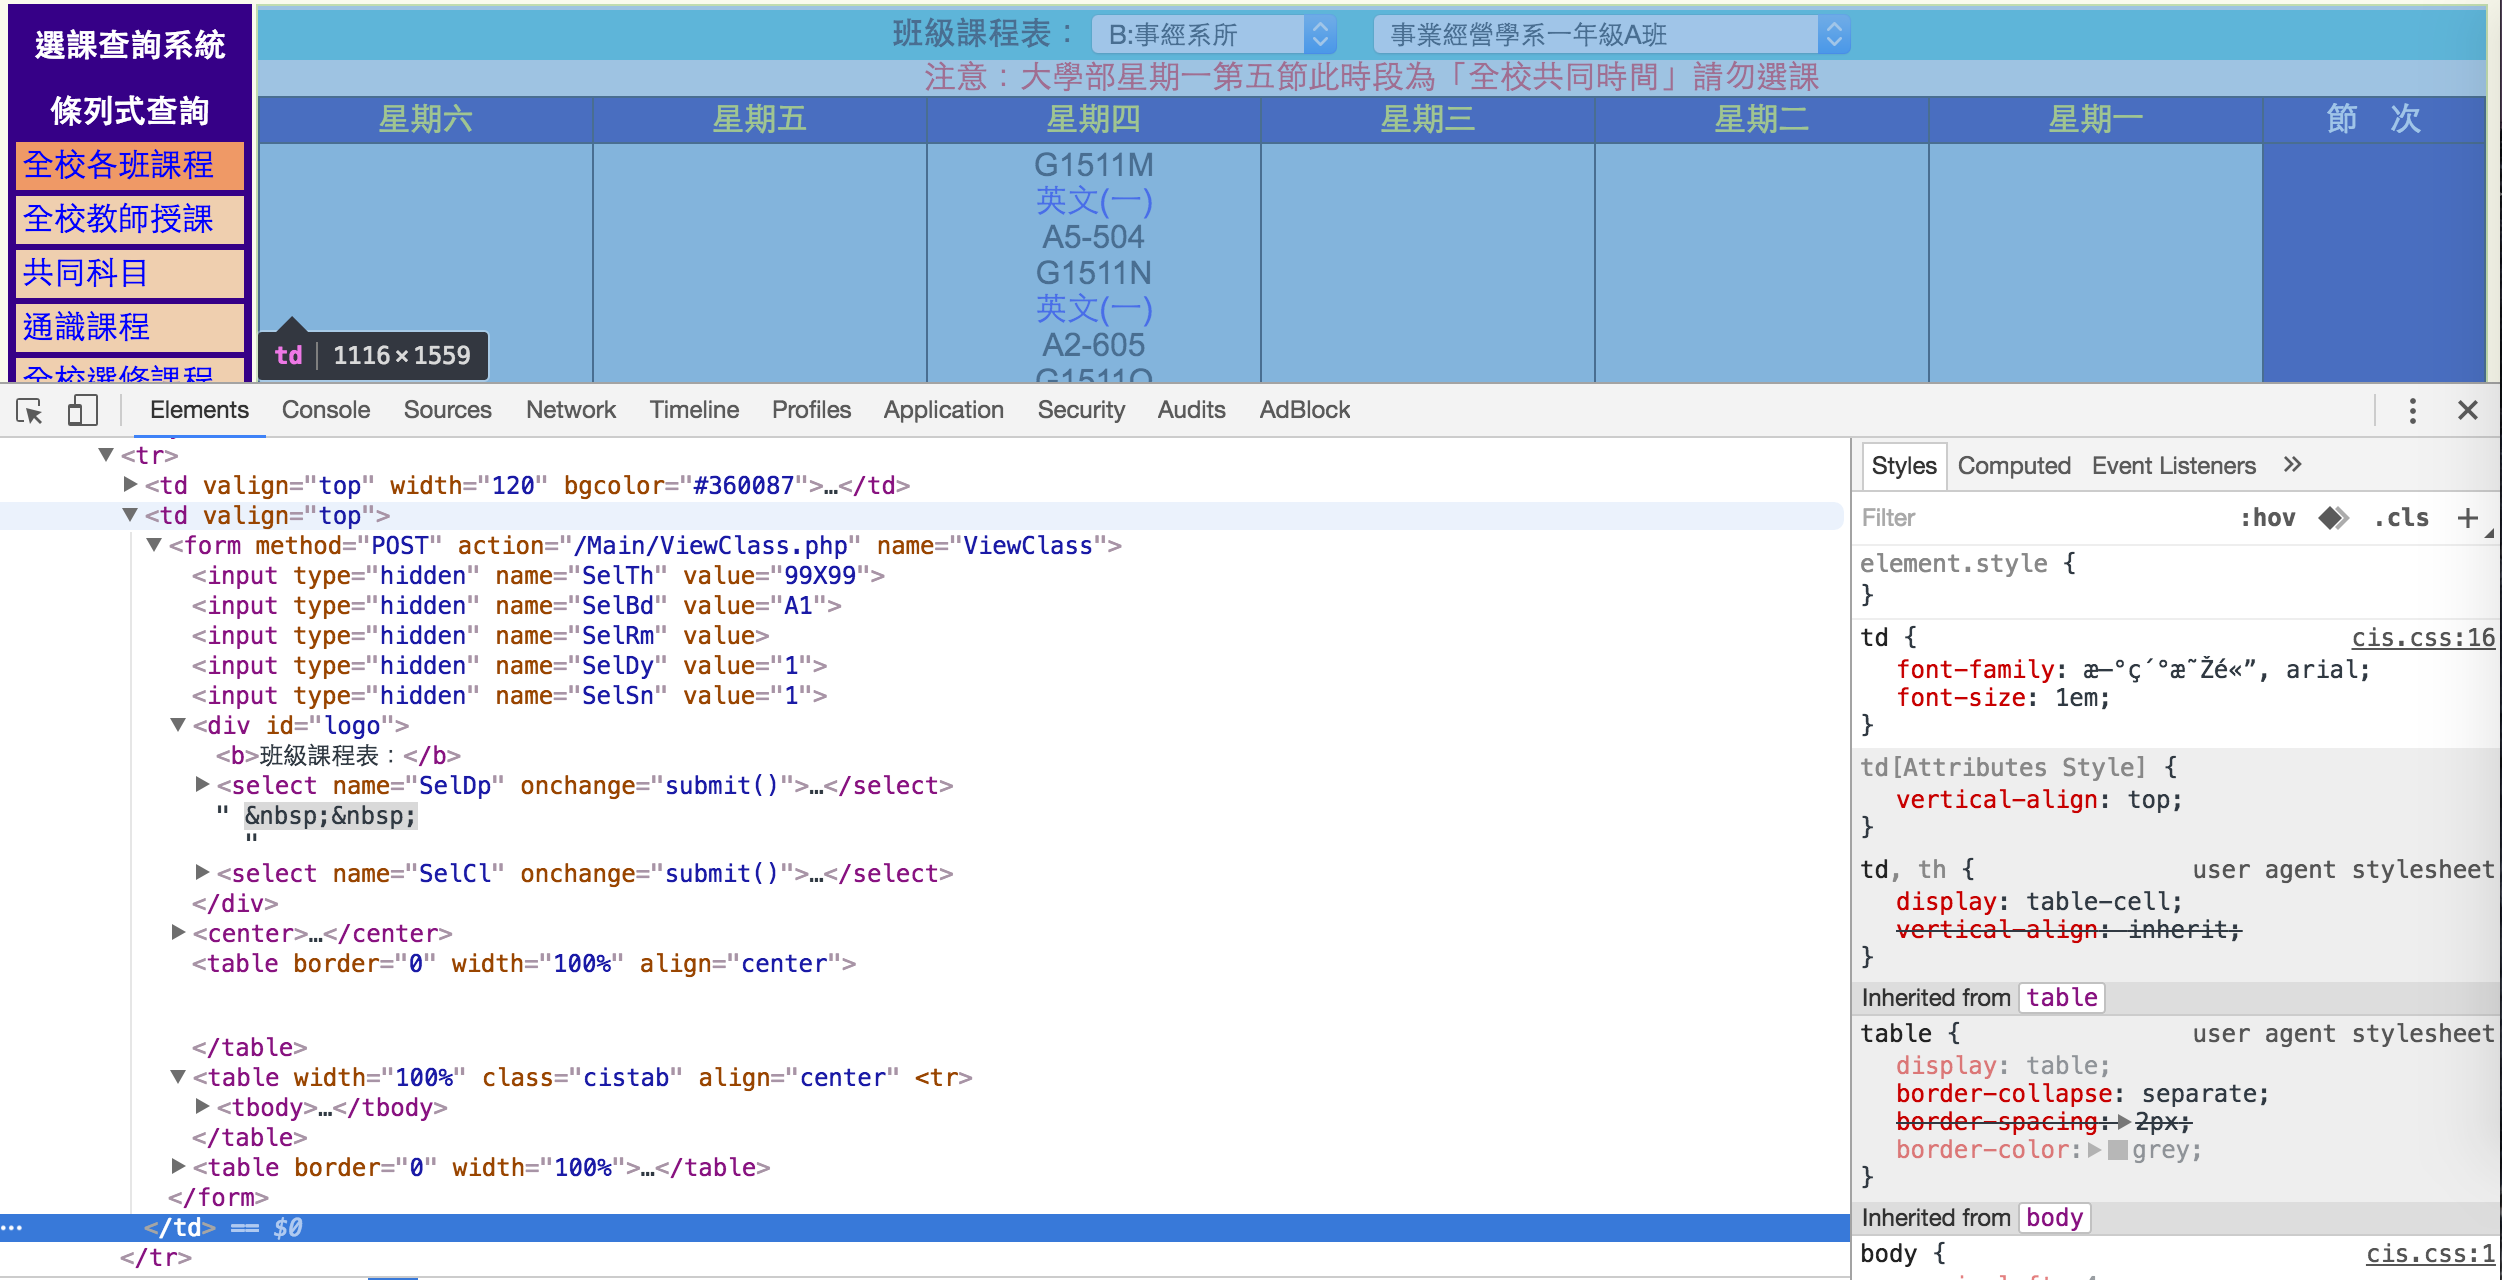 選課查詢系統
條列式查詢
全校各班課程
全校教師授課
共同科目
通識課程
全校選修課程
班級課程表： B:事經系所 事業經營學系一年級A班
注意：大學部星期一第五節此時段為「全校共同時間」請勿選課
星期六 星期五 星期四 星期三 星期二 星期一 節 次
G1511M
英文(一)
A5-504
G1511N
英文(一)
A2-605
G1511O
td 1116×1559
Elements Console Sources Network Timeline Profiles Application Security Audits AdBlock
▼<tr>
▶<td valign="top" width="120" bgcolor="#360087">…</td>
▼<td valign="top">
▼<form method="POST" action="/Main/ViewClass.php" name="ViewClass">
<input type="hidden" name="SelTh" value="99X99">
<input type="hidden" name="SelBd" value="A1">
<input type="hidden" name="SelRm" value>
<input type="hidden" name="SelDy" value="1">
<input type="hidden" name="SelSn" value="1">
▼<div id="logo">
<b>班級課程表：</b>
▶<select name="SelDp" onchange="submit()">…</select>
" &nbsp;&nbsp;
"
▶<select name="SelCl" onchange="submit()">…</select>
</div>
▶<center>…</center>
<table border="0" width="100%" align="center">
</table>
▼<table width="100%" class="cistab" align="center" <tr>
▶<tbody>…</tbody>
</table>
▶<table border="0" width="100%">…</table>
</form>
… </td> == $0
</tr>
Styles Computed Event Listeners »
Filter :hov .cls +
element.style {
}
td { cis.css:16
font-family: æ–°ç´°æ˜Žé«”, arial;
font-size: 1em;
}
td[Attributes Style] {
vertical-align: top;
}
td, th { user agent stylesheet
display: table-cell;
vertical-align: inherit;
}
Inherited from table
table { user agent stylesheet
display: table;
border-collapse: separate;
border-spacing:▶2px;
border-color:▶grey;
}
Inherited from body
body { cis.css:1